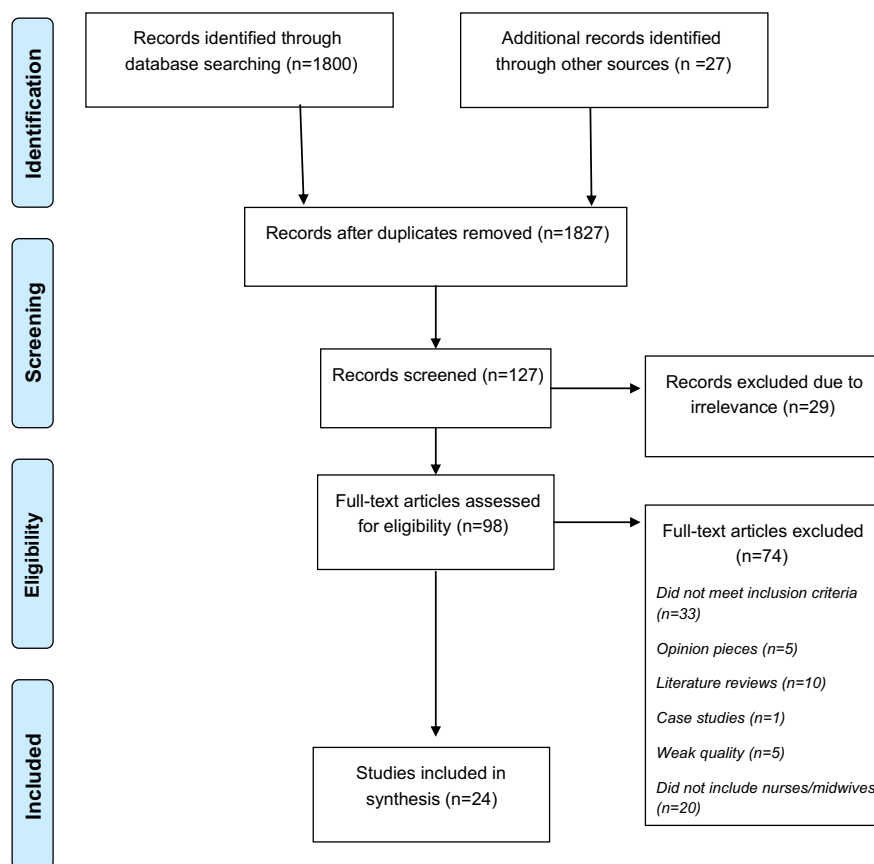 Identification
Records identified through
database searching (n=1800)
Additional records identified
through other sources (n =27)
Records after duplicates removed (n=1827)
Screening
Records screened (n=127)
Records excluded due to
irrelevance (n=29)
Eligibility
Full-text articles assessed
for eligibility (n=98)
Full-text articles excluded
(n=74)
Did not meet inclusion criteria
(n=33)
Opinion pieces (n=5)
Literature reviews (n=10)
Case studies (n=1)
Weak quality (n=5)
Did not include nurses/midwives
(n=20)
Included
Studies included in
synthesis (n=24)